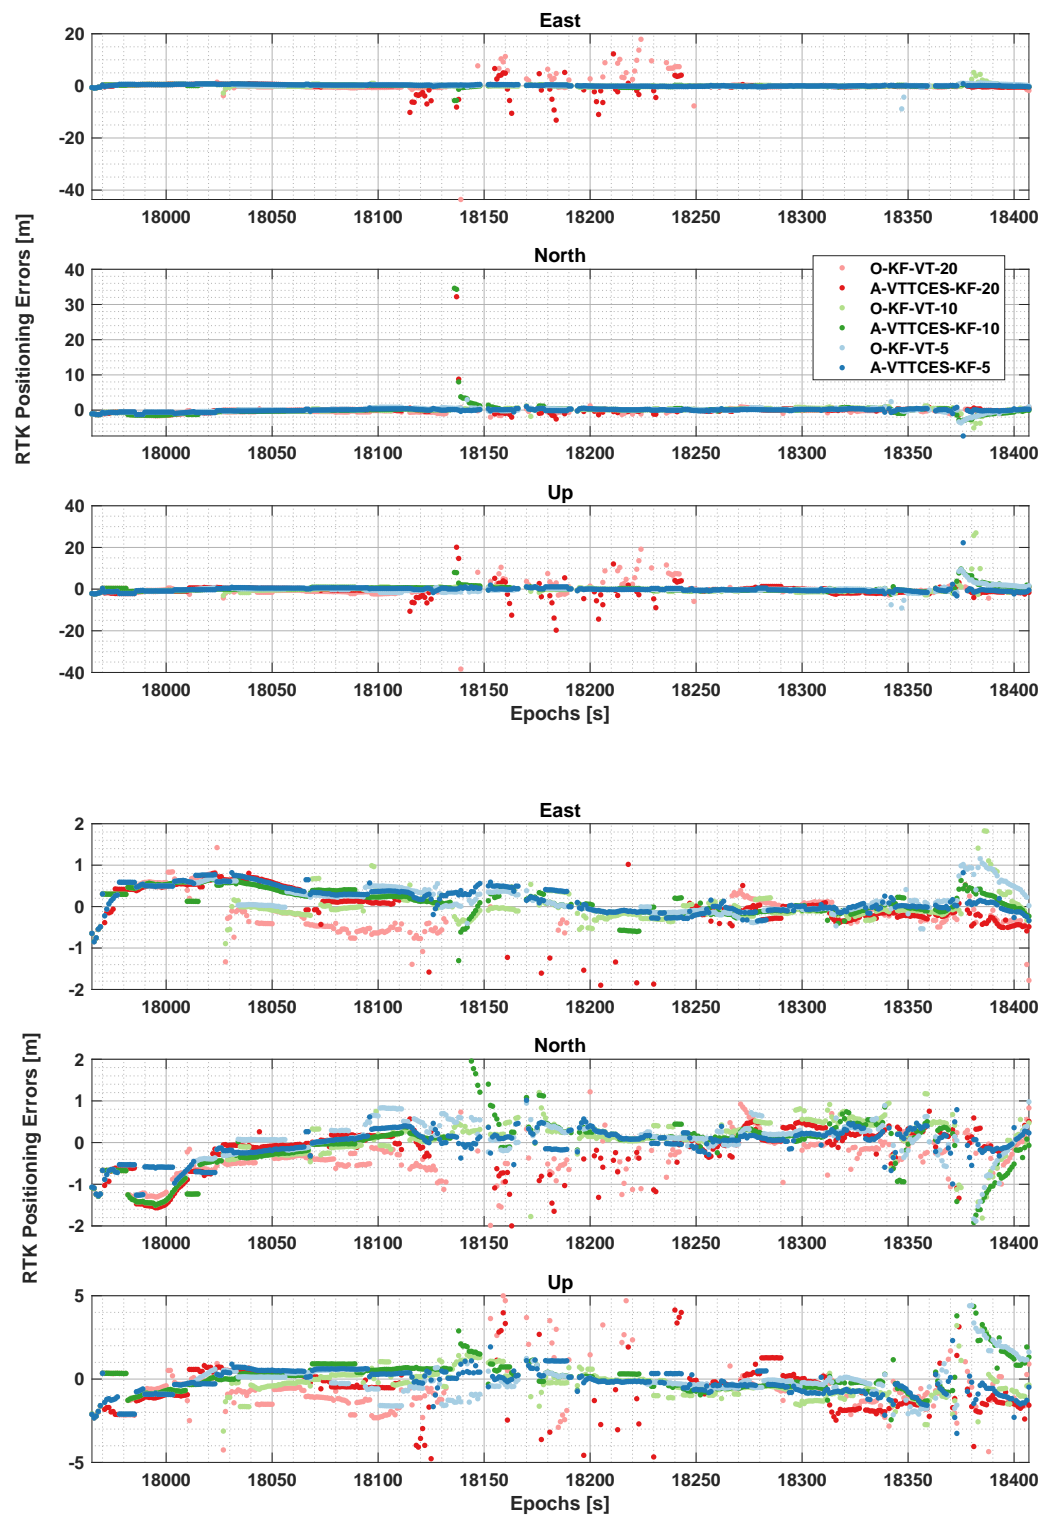 East
20
0
-20
-40
18000 18050 18100 18150 18200 18250 18300 18350 18400
North
40
30
20
10
0
18000 18050 18100 18150 18200 18250 18300 18350 18400
O-KF-VT-20
A-VTTCES-KF-20
O-KF-VT-10
A-VTTCES-KF-10
O-KF-VT-5
A-VTTCES-KF-5
RTK Positioning Errors [m]
Up
40
20
0
-20
-40
18000 18050 18100 18150 18200 18250 18300 18350 18400
Epochs [s]
East
2
1
0
-1
-2
18000 18050 18100 18150 18200 18250 18300 18350 18400
North
2
1
0
-1
-2
18000 18050 18100 18150 18200 18250 18300 18350 18400
RTK Positioning Errors [m]
Up
5
0
-5
18000 18050 18100 18150 18200 18250 18300 18350 18400
Epochs [s]